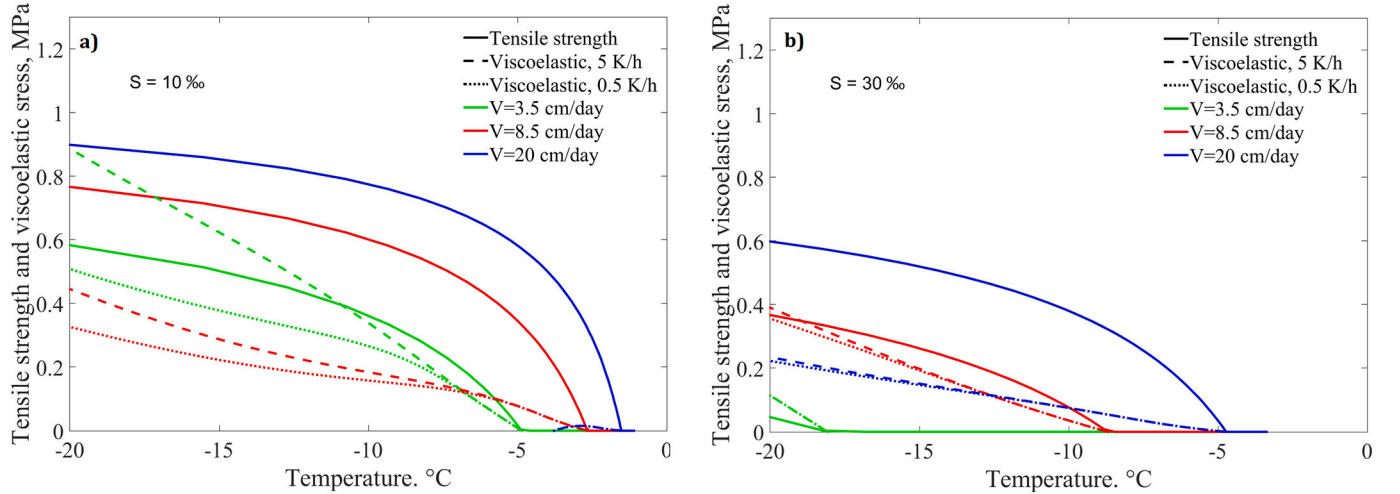 a)
Tensile strength and viscoelastic sress, MPa
1.2
1
0.8
0.6
0.4
0.2
0
S = 10 ‰
Tensile strength
Viscoelastic, 5 K/h
Viscoelastic, 0.5 K/h
V=3.5 cm/day
V=8.5 cm/day
V=20 cm/day
-20
-15
-10
-5
0
Temperature. °C
b)
Tensile strength and viscoelastic sress, MPa
1.2
1
0.8
0.6
0.4
0.2
0
S = 30 ‰
Tensile strength
Viscoelastic, 5 K/h
Viscoelastic, 0.5 K/h
V=3.5 cm/day
V=8.5 cm/day
V=20 cm/day
-20
-15
-10
-5
0
Temperature. °C